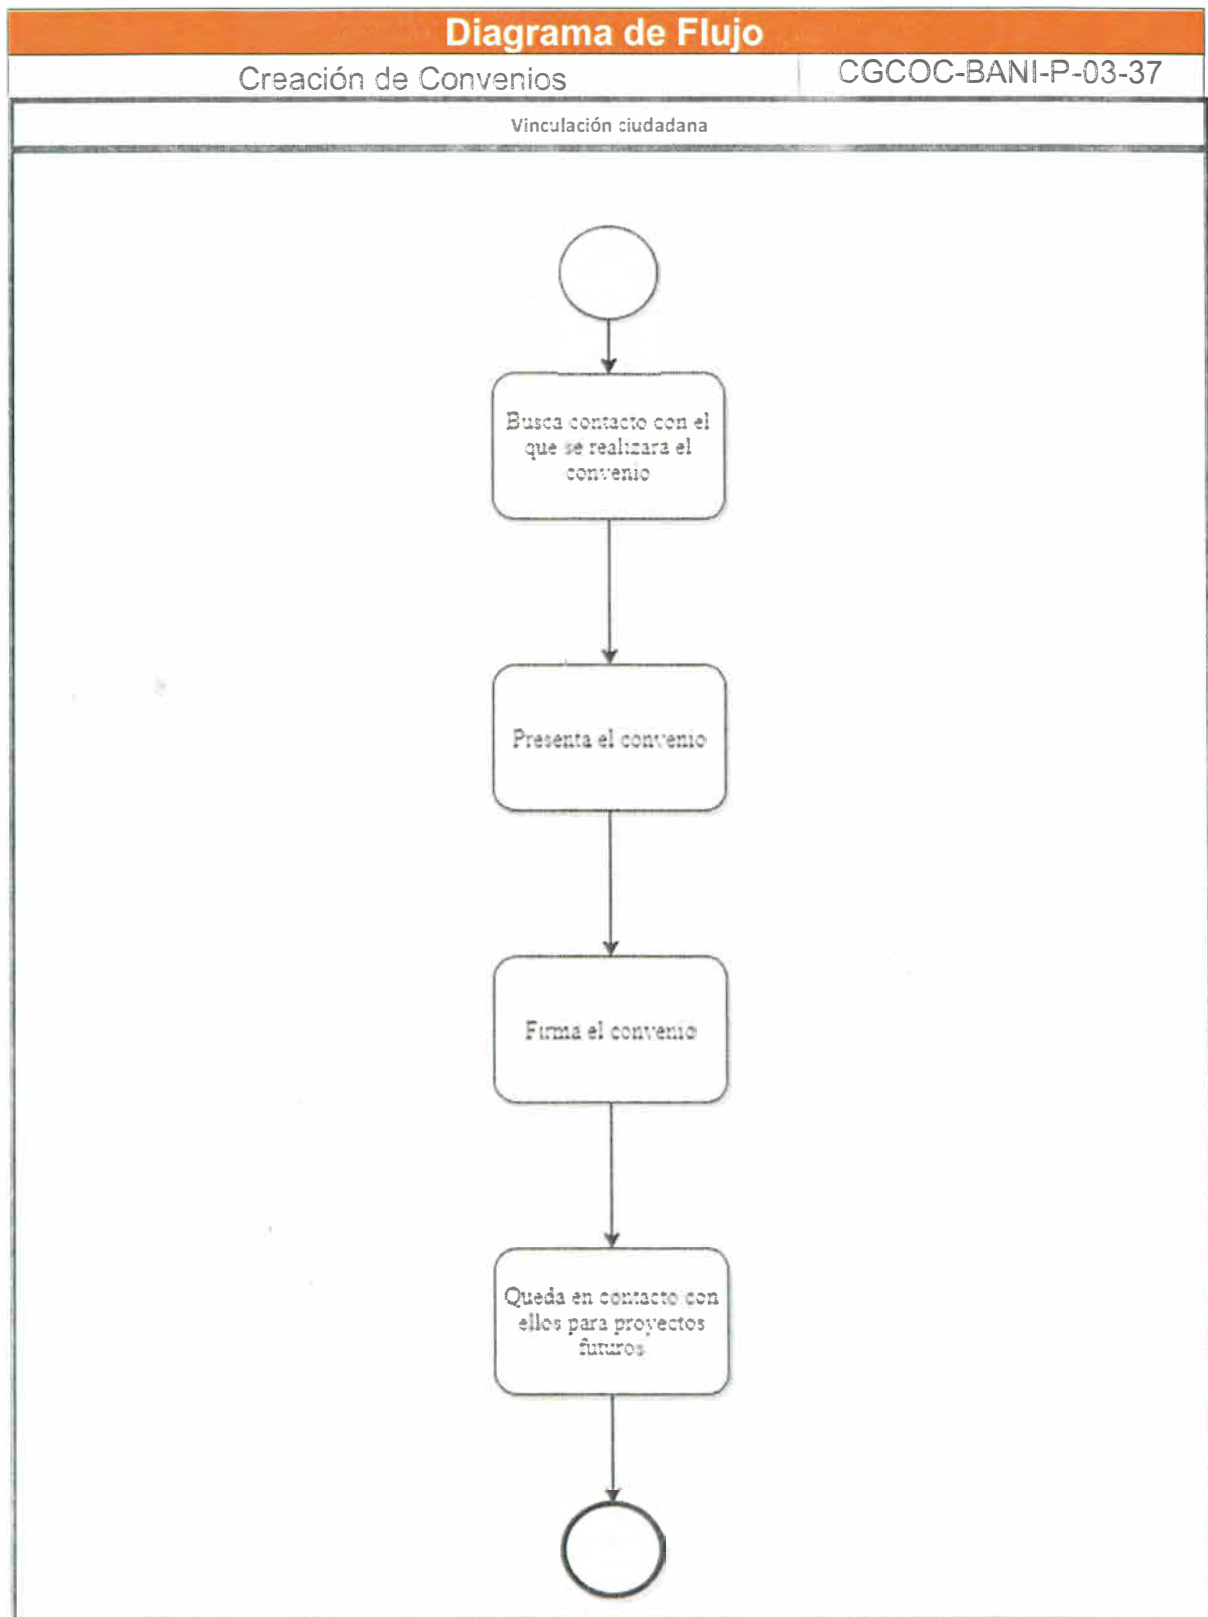 Diagrama de Flujo
Creación de Convenios
CGCOC-BANI-P-03-37
Vinculación ciudadana
Busca contacto con el
que se realizara el
convenio
Presenta el convenio
Firma el convenio
Queda en contacto con
ellos para proyectos
futuros